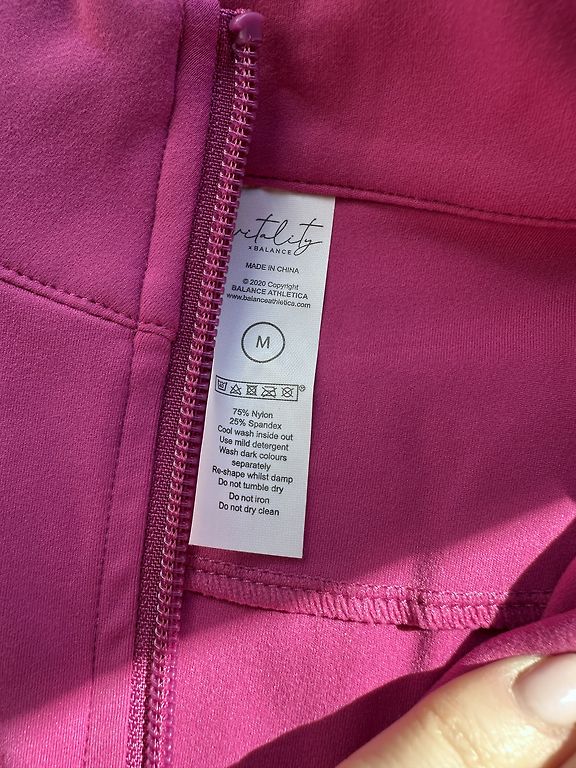 vitality
× BALANCE
MADE IN CHINA
© 2020 Copyright
BALANCE ATHLETICA
www.balanceathletica.com
M
75% Nylon
25% Spandex
Cool wash inside out
Use mild detergent
Wash dark colours
separately
Re-shape whilst damp
Do not tumble dry
Do not iron
Do not dry clean